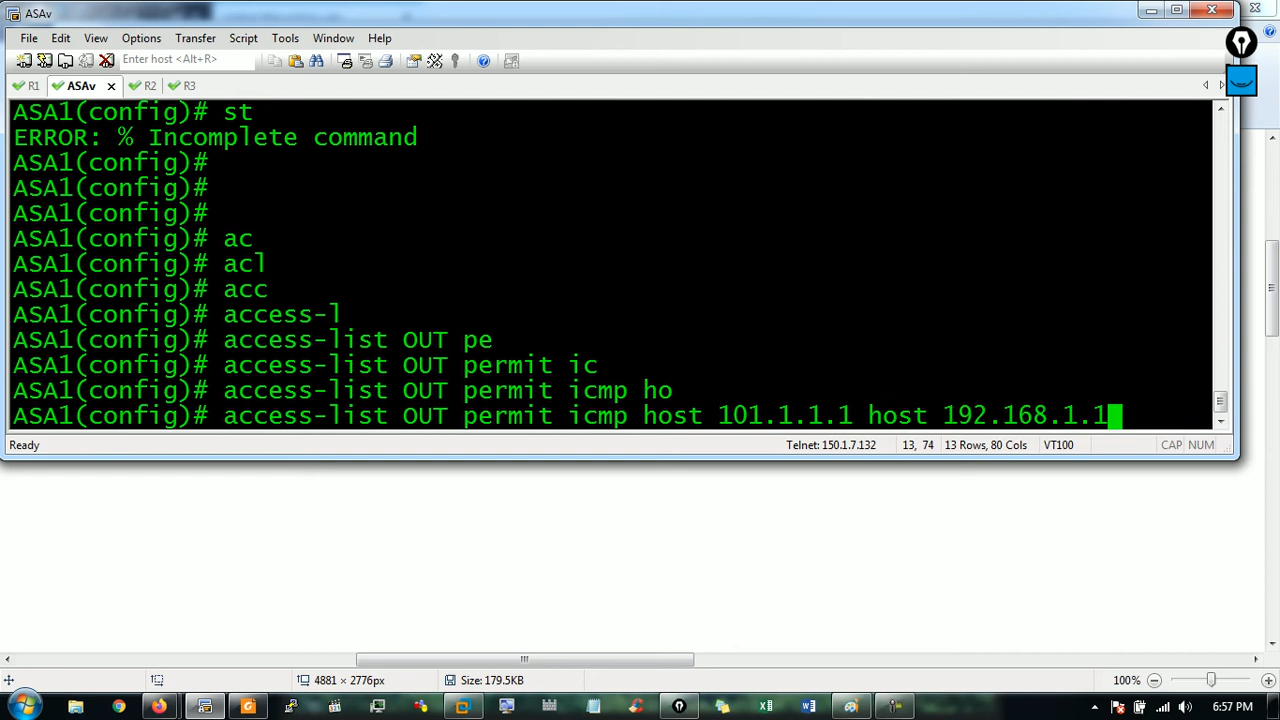 ASAv
File Edit View Options Transfer Script Tools Window Help
Enter host <Alt+R>
R1 ASAv R2 R3
ASA1(config)# st
ERROR: % Incomplete command
ASA1(config)#
ASA1(config)#
ASA1(config)#
ASA1(config)# ac
ASA1(config)# acl
ASA1(config)# acc
ASA1(config)# access-l
ASA1(config)# access-list OUT pe
ASA1(config)# access-list OUT permit ic
ASA1(config)# access-list OUT permit icmp ho
ASA1(config)# access-list OUT permit icmp host 101.1.1.1 host 192.168.1.1
Ready Telnet: 150.1.7.132 13, 74 13 Rows, 80 Cols VT100 CAP NUM
4881 × 2776px Size: 179.5KB 100%
6:57 PM